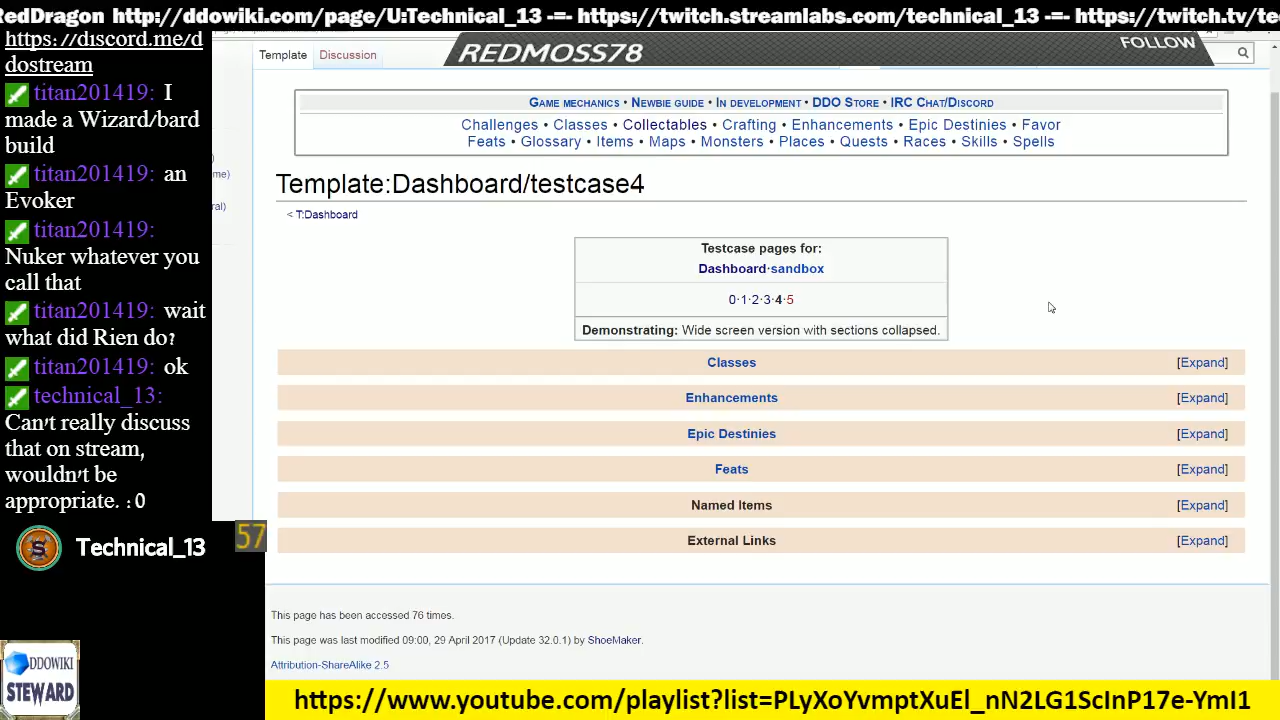 RedDragon http://ddowiki.com/page/U:Technical_13 -=- https://twitch.streamlabs.com/technical_13 -=- https://twitch.tv/te
https://discord.me/d
dostream
titan201419: I
made a Wizard/bard
build
titan201419: an
Evoker
titan201419:
Nuker whatever you
call that
titan201419: wait
what did Rien do?
titan201419: ok
technical_13:
Can't really discuss
that on stream,
wouldn't be
appropriate. :0
Technical_13
57
DDOWIKI
STEWARD
Template Discussion
REDMOSS78
FOLLOW
Game mechanics • Newbie guide • In development • DDO Store • IRC Chat/Discord
Challenges • Classes • Collectables • Crafting • Enhancements • Epic Destinies • Favor
Feats • Glossary • Items • Maps • Monsters • Places • Quests • Races • Skills • Spells
Template:Dashboard/testcase4
< T:Dashboard
Testcase pages for:
Dashboard·sandbox
0·1·2·3·4·5
Demonstrating: Wide screen version with sections collapsed.
Classes [Expand]
Enhancements [Expand]
Epic Destinies [Expand]
Feats [Expand]
Named Items [Expand]
External Links [Expand]
This page has been accessed 76 times.
This page was last modified 09:00, 29 April 2017 (Update 32.0.1) by ShoeMaker.
Attribution-ShareAlike 2.5
https://www.youtube.com/playlist?list=PLyXoYvmptXuEl_nN2LG1ScInP17e-YmI1